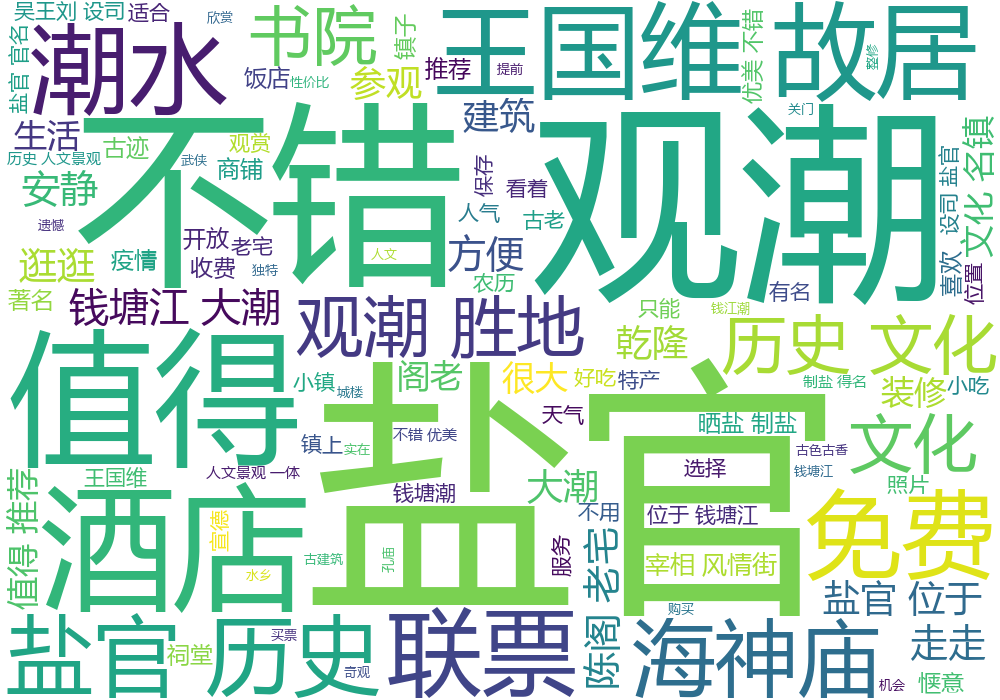 吴王刘 设司
适合
欣赏
书院
镇子
王国维
优美 不错
故居
整修
盐官 官名
潮水
饭店
性价比
参观
推荐
提前
生活
不错
建筑
观潮
关门
文化 名镇
历史 人文景观
古迹
观赏
武侠
商铺
保存
看着
设司 盐官
安静
人气
古老
遗憾
开放
老宅
收费
独特
人文
方便
喜欢
位置
逛逛
疫情
农历
有名
著名
钱塘江 大潮
观潮 胜地
只能
钱江潮
乾隆
历史 文化
值得
小镇
城楼
阁老
很大
好吃
特产
制盐 得名
装修
小吃
盐官
天气
晒盐 制盐
文化
镇上
实在
不错 优美
古色古香
王国维
人文景观 一体
选择
钱塘江
值得 推荐
酒店
宣德
钱塘潮
大潮
照片
不用
位于 钱塘江
免费
古建筑
孔庙
服务
陈阁 老宅
宰相 风情街
水乡
购买
盐官 位于
盐官
历史
买票
祠堂
奇观
联票
海神庙
走走
机会
惬意